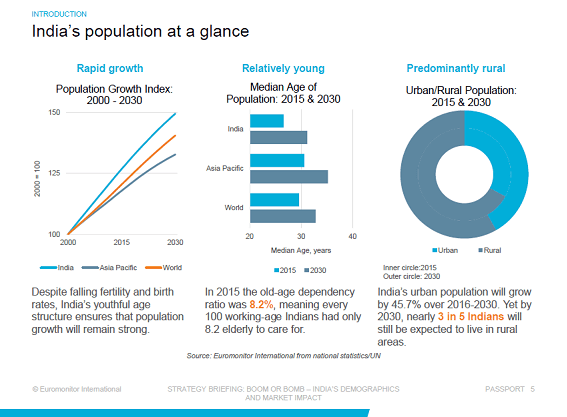 INTRODUCTION
India's population at a glance
Rapid growth
Population Growth Index:
2000 - 2030
150
125
100
2000 = 100
2000
2015
2030
India
Asia Pacific
World
Despite falling fertility and birth
rates, India's youthful age
structure ensures that population
growth will remain strong.
Relatively young
Median Age of
Population: 2015 & 2030
India
Asia Pacific
World
20
30
40
Median Age, years
2015
2030
In 2015 the old-age dependency
ratio was 8.2%, meaning every
100 working-age Indians had only
8.2 elderly to care for.
Predominantly rural
Urban/Rural Population:
2015 & 2030
Urban
Rural
Inner circle:2015
Outer circle: 2030
India's urban population will grow
by 45.7% over 2016-2030. Yet by
2030, nearly 3 in 5 Indians will
still be expected to live in rural
areas.
Source: Euromonitor International from national statistics/UN
© Euromonitor International
STRATEGY BRIEFING: BOOM OR BOMB – INDIA'S DEMOGRAPHICS
AND MARKET IMPACT
PASSPORT 5